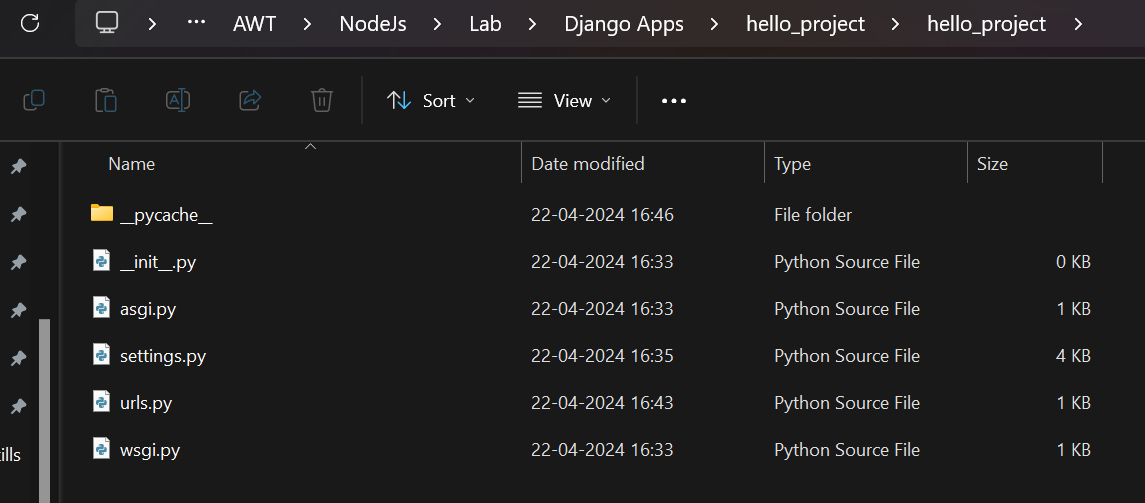 ... AWT NodeJs Lab Django Apps hello_project hello_project
Sort View ...
Name Date modified Type Size
__pycache__ 22-04-2024 16:46 File folder
__init__.py 22-04-2024 16:33 Python Source File 0 KB
asgi.py 22-04-2024 16:33 Python Source File 1 KB
settings.py 22-04-2024 16:35 Python Source File 4 KB
urls.py 22-04-2024 16:43 Python Source File 1 KB
ills
wsgi.py 22-04-2024 16:33 Python Source File 1 KB